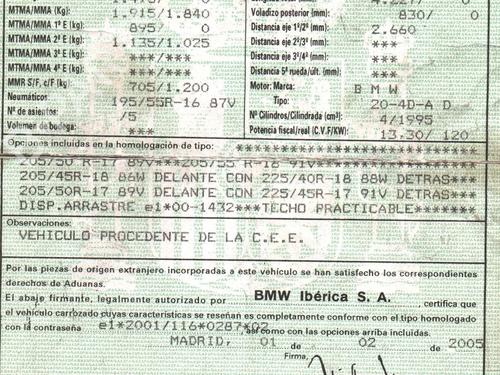 MTMA/MMA (kg): 1.915/1.840
MTMA/MMA 1º E (kg): 895/ 0
MTMA/MMA 2º E (kg): 1.135/1.025
MTMA/MMA 3º E (kg): ***/***
MTMA/MMA 4º E (kg): ***/***
MMR S/F, c/F (kg): 705/1.200
Neumáticos: 195/55R-16 87V
Nº de asientos: /5
Volumen de bodega: ***
Voladizo posterior (mm): 830/ 0
Distancia eje 1º/2º (mm): 2.660
Distancia eje 2º/3º (mm): ***
Distancia eje 3º/4º (mm): ***
Distancia 5ª rueda/últ. (mm): ***
Motor: Marca: B M W
Tipo: 20-4D-A D
Nº Cilindros/Cilindrada (cm³): 4/1995
Potencia fiscal/real (C.V.F/KW): 13.30/ 120
Opciones incluidas en la homologación de tipo: **********************
205/50 R-17 89V***205/55 R-16 91V**************
205/45R-18 86W DELANTE CON 225/40R-18 88W DETRAS***
205/50R-17 89V DELANTE CON 225/45R-17 91V DETRAS***
DISP.ARRASTRE e1*00-1432***TECHO PRACTICABLE*******
Observaciones:
VEHICULO PROCEDENTE DE LA C.E.E.
Por las piezas de origen extranjero incorporadas a este vehículo se han satisfecho los correspondientes
derechos de Aduanas.
El abajo firmante, legalmente autorizado por BMW Ibérica S. A. , certifica que
el vehículo carrozado cuyas características se reseñan es completamente conforme con el tipo homologado
con la contraseña e1*2001/116*0287*02 así como con las opciones arriba incluidas.
MADRID, 01 de 02 de 2005
Firma,